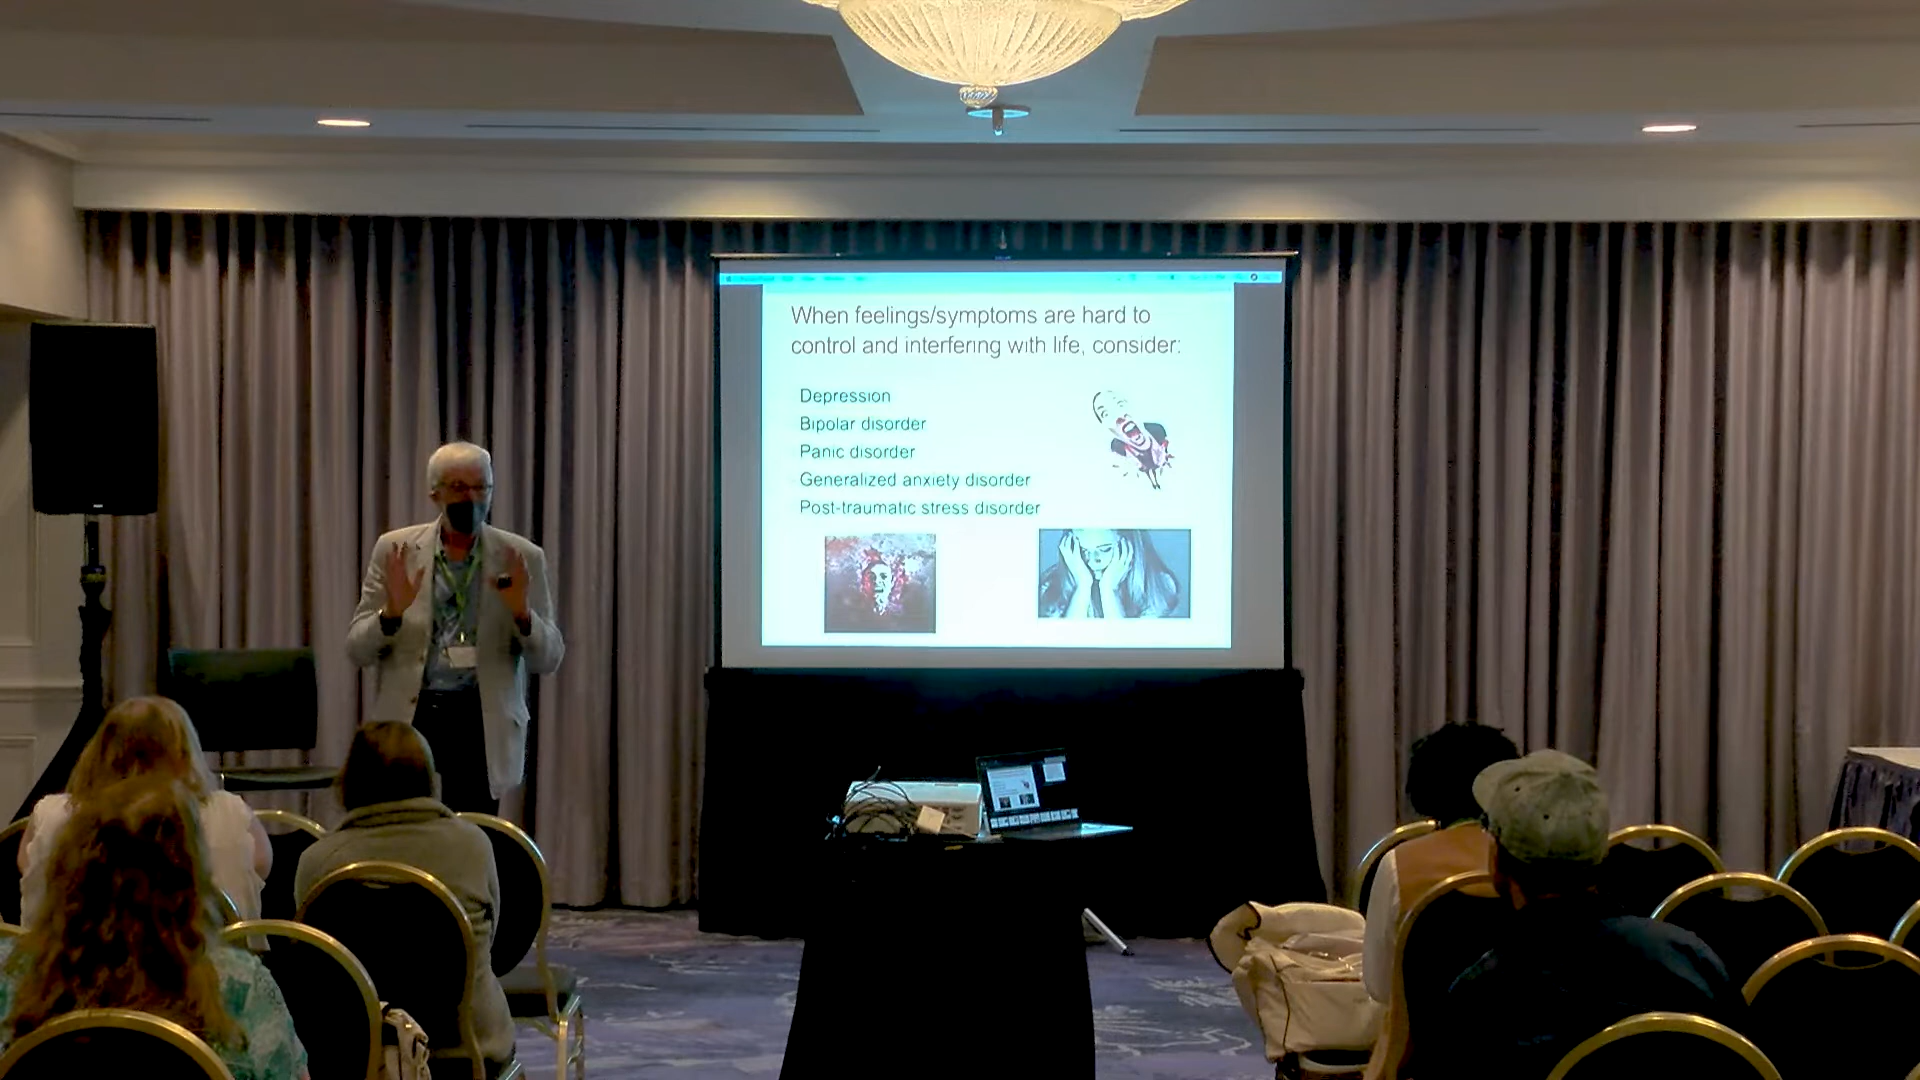 When feelings/symptoms are hard to
control and interfering with life, consider:
Depression
Bipolar disorder
Panic disorder
Generalized anxiety disorder
Post-traumatic stress disorder